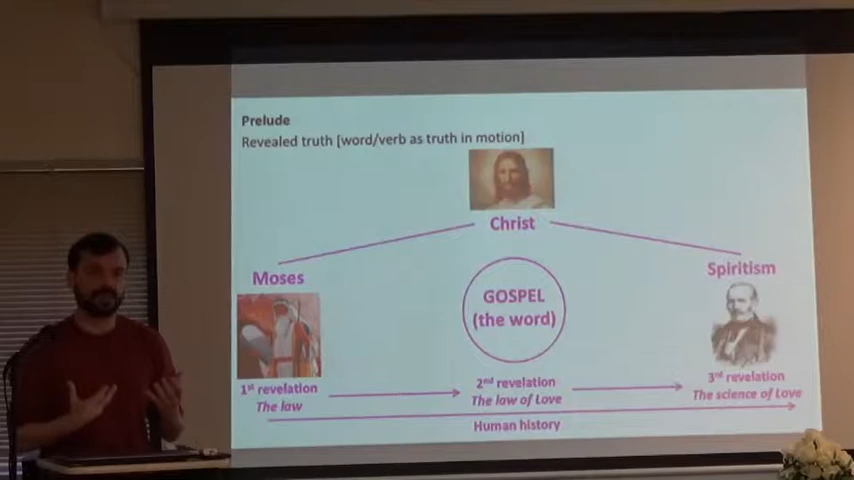 Prelude
Revealed truth [word/verb as truth in motion]
Christ
Moses
Spiritism
GOSPEL
(the word)
1st revelation
The law
2nd revelation
The law of Love
3rd revelation
The science of Love
Human history